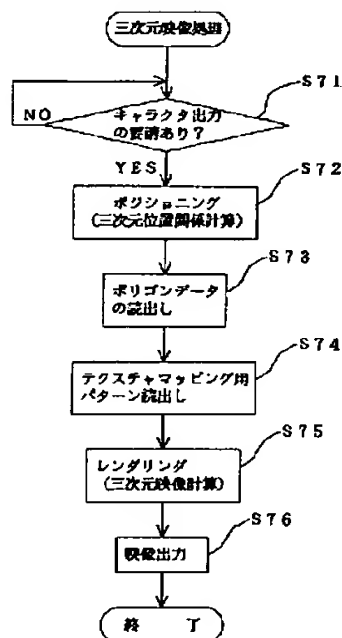 三次元映像処理
S71
キャラクタ出力
の要請あり?
NO
YES
S72
ポジショニング
(三次元位置関係計算)
S73
ポリゴンデータ
の読出し
S74
テクスチャマッピング用
パターン読出し
S75
レンダリング
(三次元映像計算)
S76
映像出力
終 了